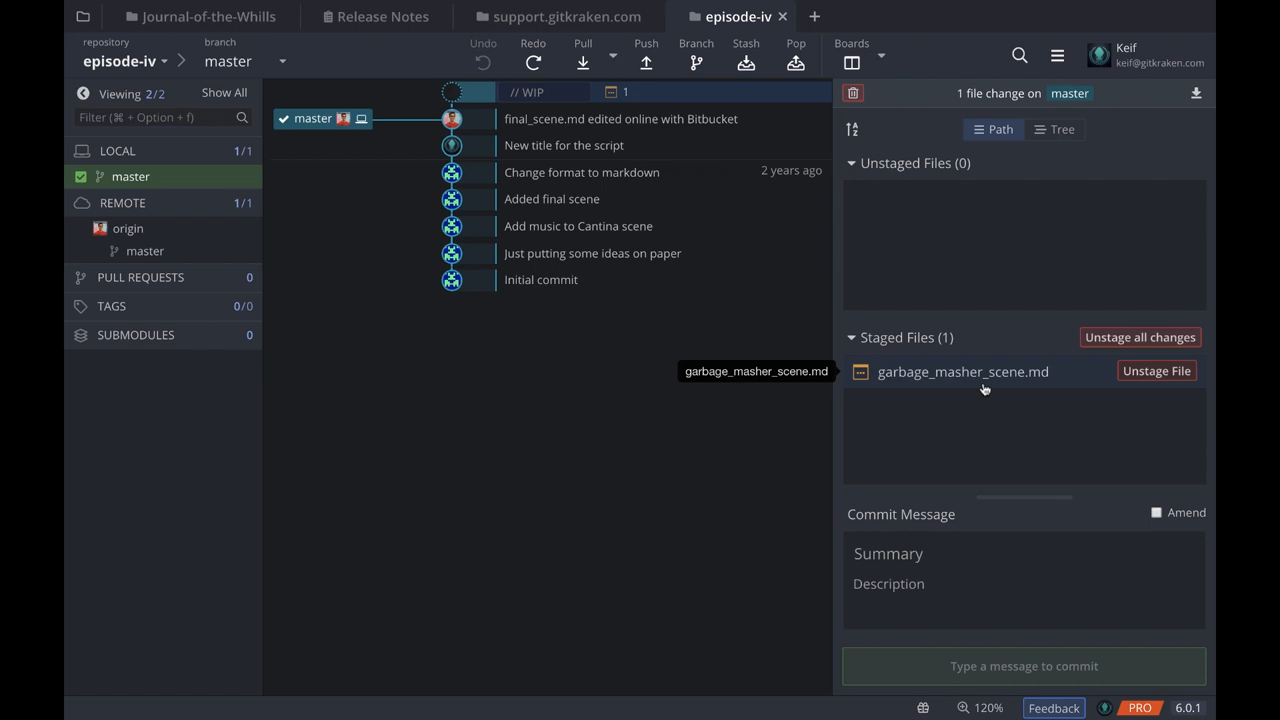 Journal-of-the-Whills
Release Notes
support.gitkraken.com
episode-iv
repository
episode-iv
branch
master
Undo
Redo
Pull
Push
Branch
Stash
Pop
Boards
Keif
keif@gitkraken.com
Viewing 2/2
Show All
Filter (⌘ + Option + f)
LOCAL 1/1
master
REMOTE 1/1
origin
master
PULL REQUESTS 0
TAGS 0/0
SUBMODULES 0
// WIP
1
master
final_scene.md edited online with Bitbucket
New title for the script
Change format to markdown
2 years ago
Added final scene
Add music to Cantina scene
Just putting some ideas on paper
Initial commit
1 file change on master
A Z
Path
Tree
Unstaged Files (0)
Staged Files (1)
Unstage all changes
garbage_masher_scene.md
garbage_masher_scene.md
Unstage File
Commit Message
Amend
Summary
Description
Type a message to commit
120%
Feedback
PRO
6.0.1